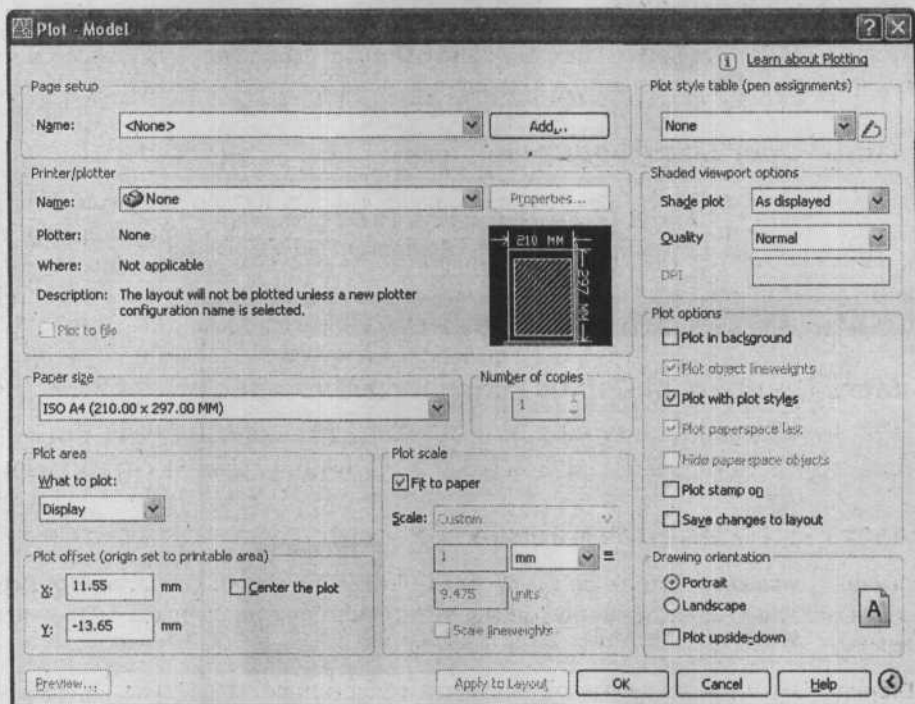 Plot - Model
Learn about Plotting
Page setup
Name: <None> Add...
Plot style table (pen assignments)
None
Printer/plotter
Name: None Properties...
Plotter: None
Where: Not applicable
Description: The layout will not be plotted unless a new plotter
configuration name is selected.
Plot to file
210 MM
297 MM
Shaded viewport options
Shade plot As displayed
Quality Normal
DPI
Paper size
ISO A4 (210.00 x 297.00 MM)
Number of copies
1
Plot area
What to plot:
Display
Plot scale
Fit to paper
Scale: Custom
1 mm =
9.475 units
Scale lineweights
Plot offset (origin set to printable area)
X: 11.55 mm Center the plot
Y: -13.65 mm
Plot options
Plot in background
Plot object lineweights
Plot with plot styles
Plot paperspace last
Hide paperspace objects
Plot stamp on
Save changes to layout
Drawing orientation
Portrait
Landscape
Plot upside-down
A
Preview... Apply to Layout OK Cancel Help